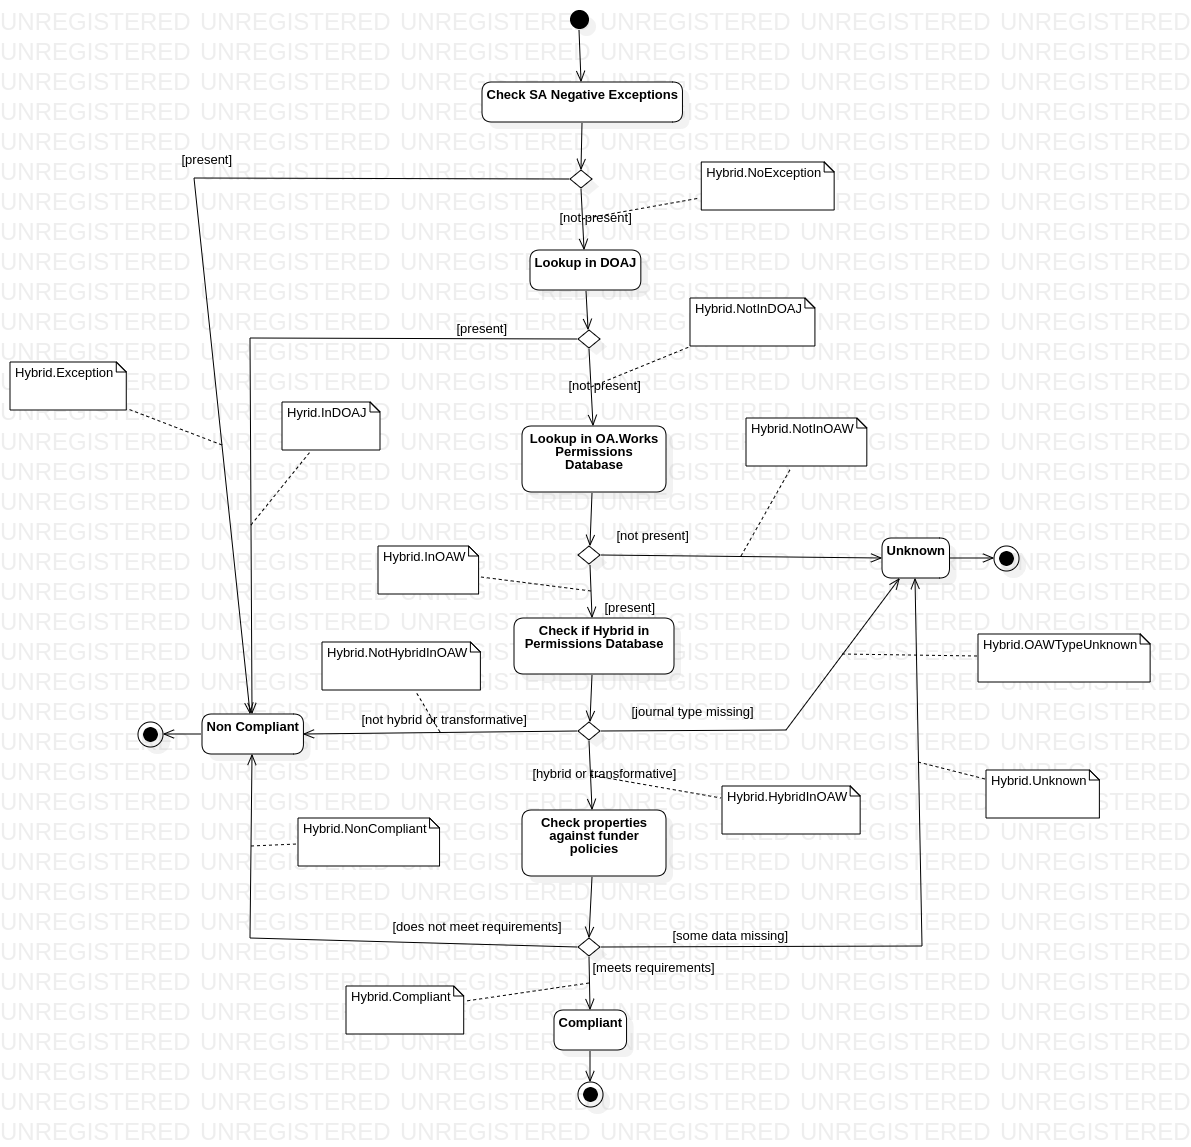 UNREGISTERED UNREGISTERED UNREGISTERED UNREGISTERED UNREGISTERED UNREGISTERED
Check SA Negative Exceptions
[present]
Hybrid.NoException
[not present]
Lookup in DOAJ
Hybrid.NotInDOAJ
[present]
Hybrid.Exception
[not present]
Hyrid.InDOAJ
Hybrid.NotInOAW
Lookup in OA.Works
Permissions
Database
[not present]
Unknown
Hybrid.InOAW
[present]
Check if Hybrid in
Permissions Database
Hybrid.OAWTypeUnknown
Hybrid.NotHybridInOAW
[journal type missing]
[not hybrid or transformative]
Non Compliant
[hybrid or transformative]
Hybrid.Unknown
Hybrid.HybridInOAW
Hybrid.NonCompliant
Check properties
against funder
policies
[does not meet requirements]
[some data missing]
[meets requirements]
Hybrid.Compliant
Compliant